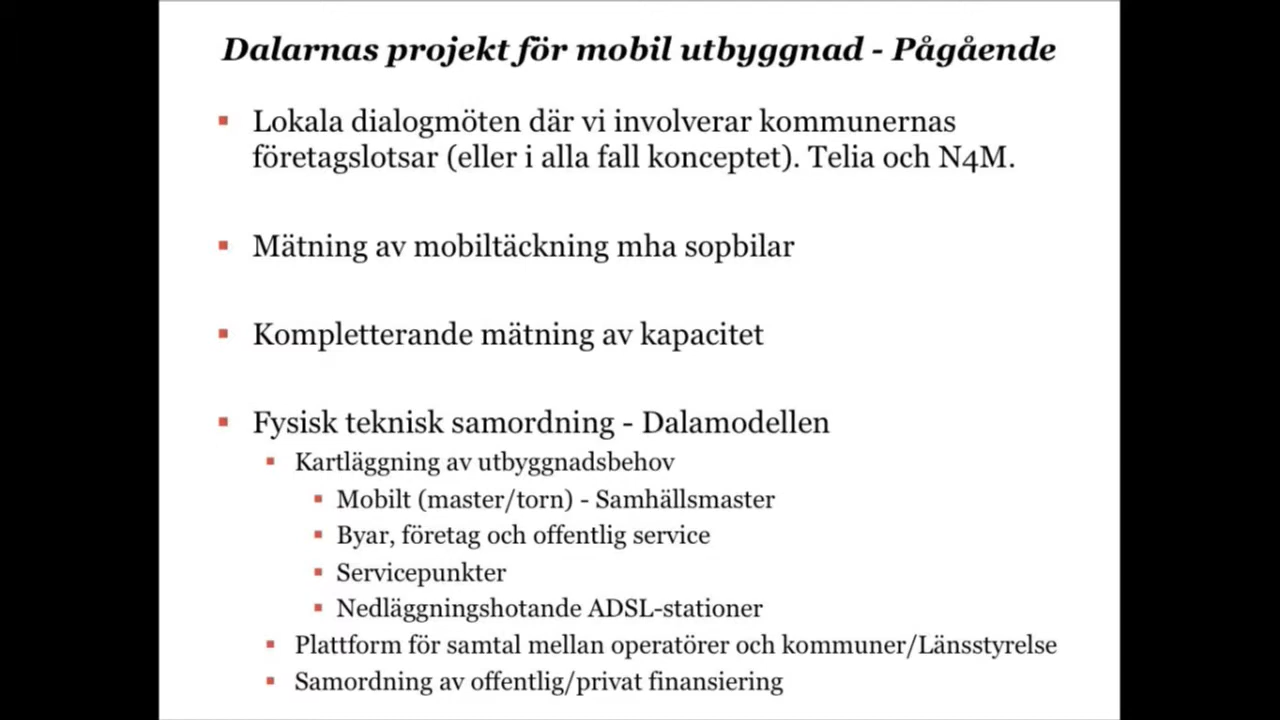 Dalarnas projekt för mobil utbyggnad - Pågående
Lokala dialogmöten där vi involverar kommunernas
företagslotsar (eller i alla fall konceptet). Telia och N4M.
Mätning av mobiltäckning mha sopbilar
Kompletterande mätning av kapacitet
Fysisk teknisk samordning - Dalamodellen
Kartläggning av utbyggnadsbehov
Mobilt (master/torn) - Samhällsmaster
Byar, företag och offentlig service
Servicepunkter
Nedläggningshotande ADSL-stationer
Plattform för samtal mellan operatörer och kommuner/Länsstyrelse
Samordning av offentlig/privat finansiering